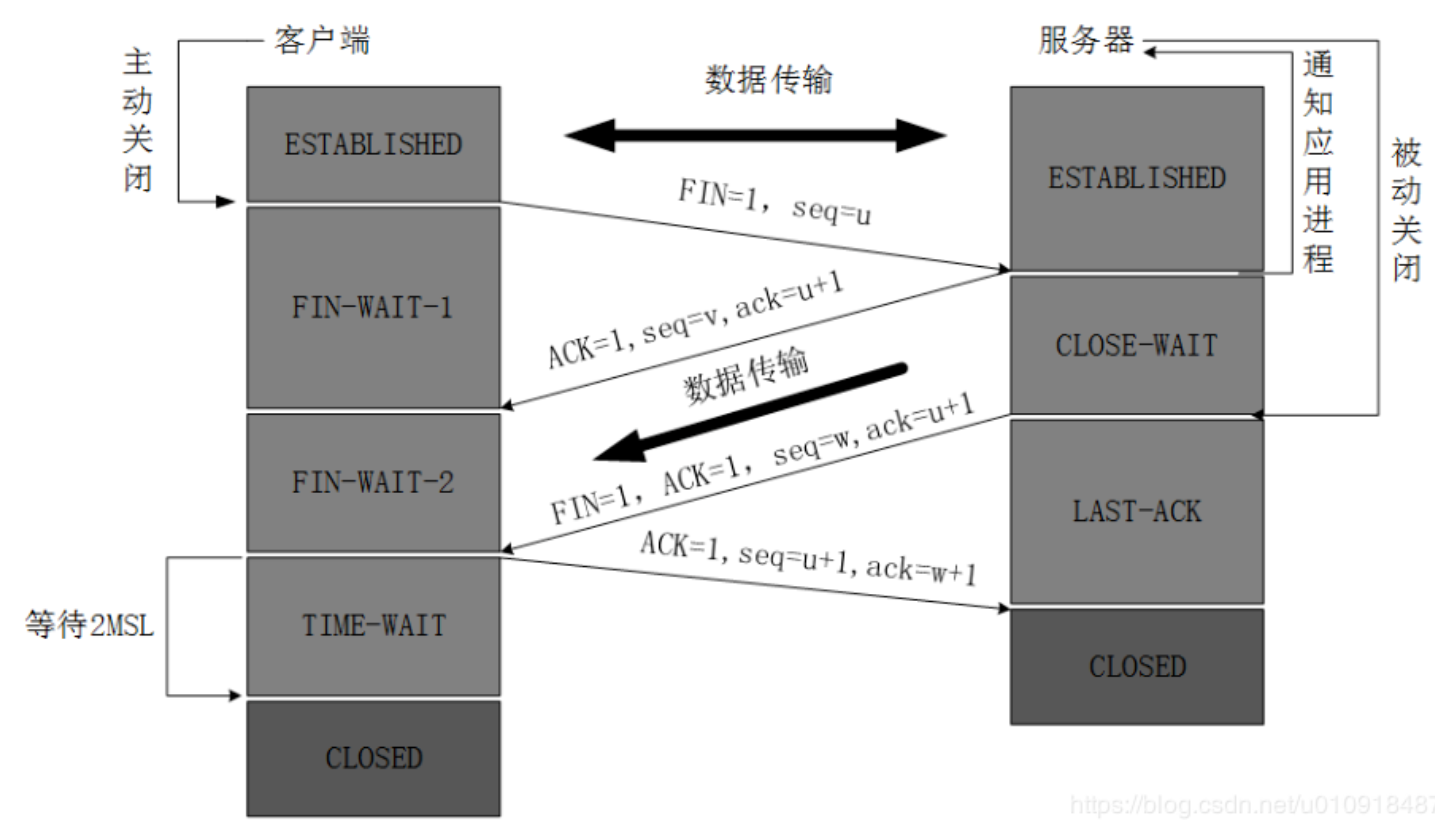 客户端
服务器
主动关闭
数据传输
通知应用进程
被动关闭
ESTABLISHED
ESTABLISHED
FIN=1, seq=u
FIN-WAIT-1
ACK=1,seq=v,ack=u+1
CLOSE-WAIT
数据传输
FIN-WAIT-2
FIN=1, ACK=1, seq=w,ack=u+1
LAST-ACK
ACK=1,seq=u+1,ack=w+1
等待2MSL
TIME-WAIT
CLOSED
CLOSED
https://blog.csdn.net/u010918487